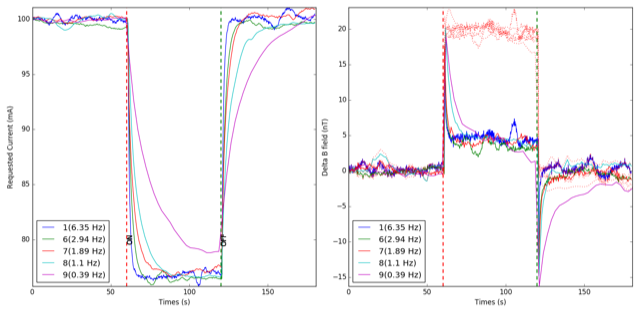 100
95
90
85
80
Requested Current (mA)
ON
OFF
1(6.35 Hz)
6(2.94 Hz)
7(1.89 Hz)
8(1.1 Hz)
9(0.39 Hz)
0
50
100
150
Times (s)
20
15
10
5
0
−5
−10
−15
Delta B field (nT)
1(6.35 Hz)
6(2.94 Hz)
7(1.89 Hz)
8(1.1 Hz)
9(0.39 Hz)
0
50
100
150
Times (s)